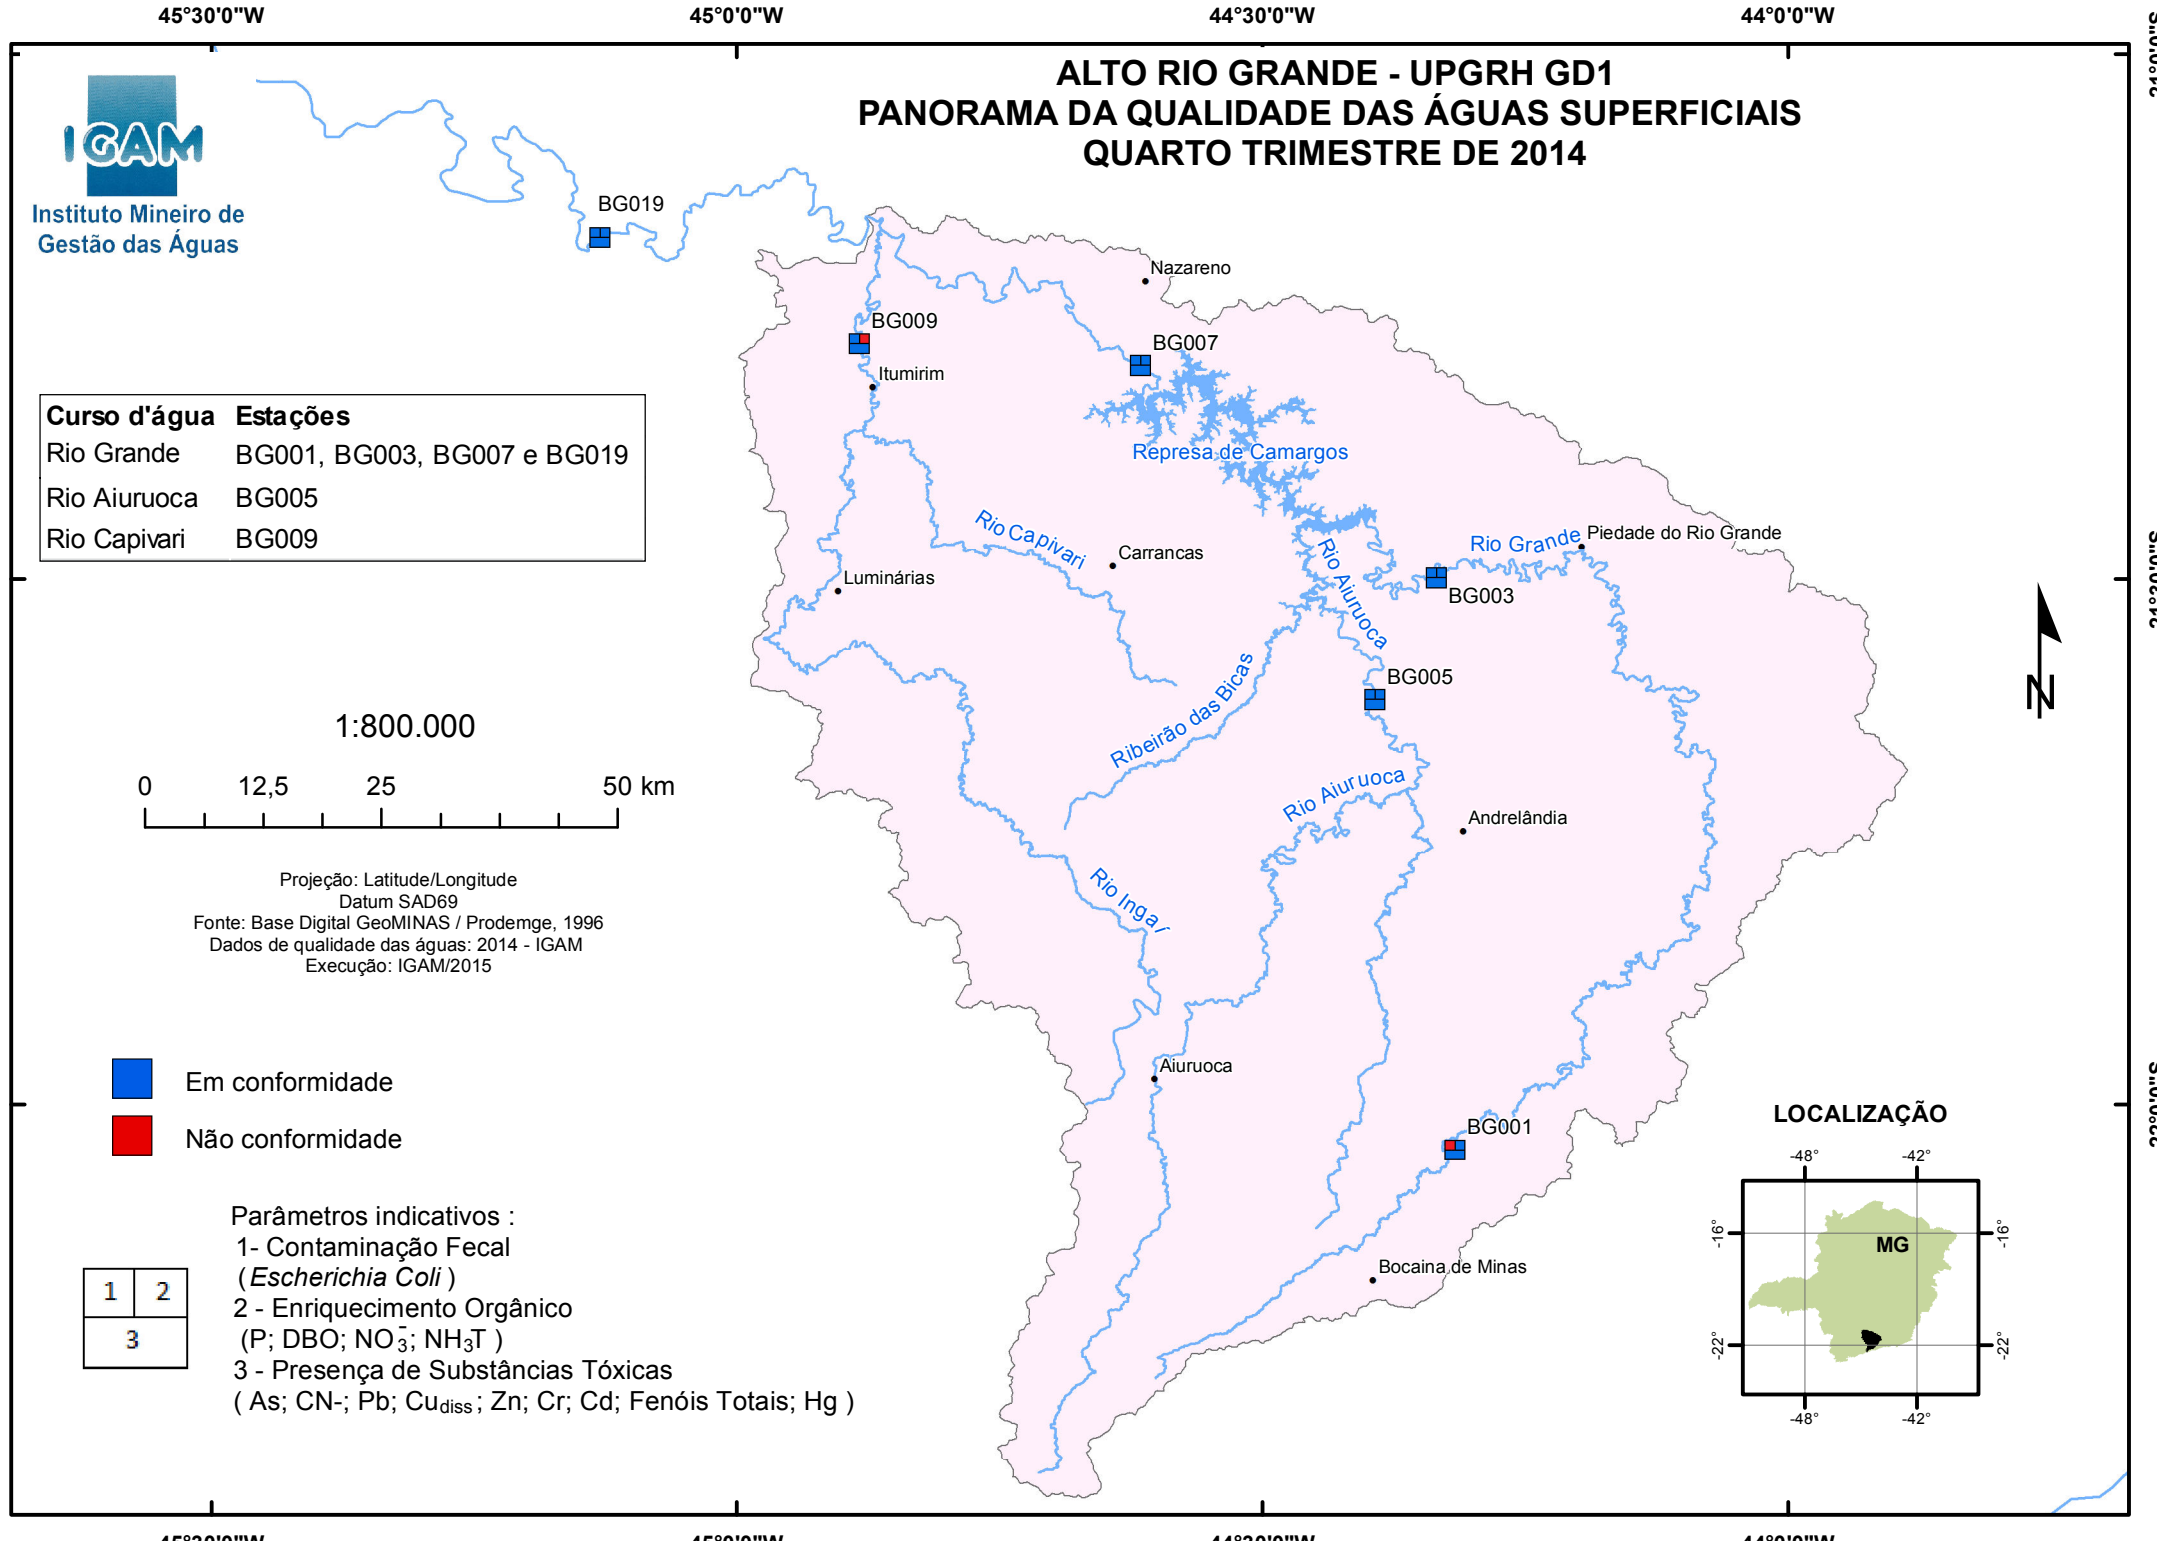 45°30'0"W 45°0'0"W 44°30'0"W 44°0'0"W
ALTO RIO GRANDE - UPGRH GD1
PANORAMA DA QUALIDADE DAS ÁGUAS SUPERFICIAIS
QUARTO TRIMESTRE DE 2014
IGAM
Instituto Mineiro de
Gestão das Águas
BG019
Nazareno
BG009
BG007
Itumirim
Curso d'água Estações
Rio Grande BG001, BG003, BG007 e BG019
Rio Aiuruoca BG005
Rio Capivari BG009
Represa de Camargos
Rio Capivari
Carrancas
Rio Aiuruoca
Rio Grande
Piedade do Rio Grande
Luminárias
BG003
BG005
Ribeirão das Bicas
N
1:800.000
0 12,5 25 50 km
Rio Aiuruoca
Andrelândia
Rio Ingaí
Projeção: Latitude/Longitude
Datum SAD69
Fonte: Base Digital GeoMINAS / Prodemge, 1996
Dados de qualidade das águas: 2014 - IGAM
Execução: IGAM/2015
Aiuruoca
Em conformidade
Não conformidade
BG001
Bocaina de Minas
LOCALIZAÇÃO
-48° -42°
-16° -16°
MG
-22° -22°
-48° -42°
Parâmetros indicativos :
1- Contaminação Fecal
(Escherichia Coli )
2 - Enriquecimento Orgânico
(P; DBO; NO₃⁻; NH₃T )
3 - Presença de Substâncias Tóxicas
( As; CN-; Pb; Cudiss ; Zn; Cr; Cd; Fenóis Totais; Hg )
1 2
3